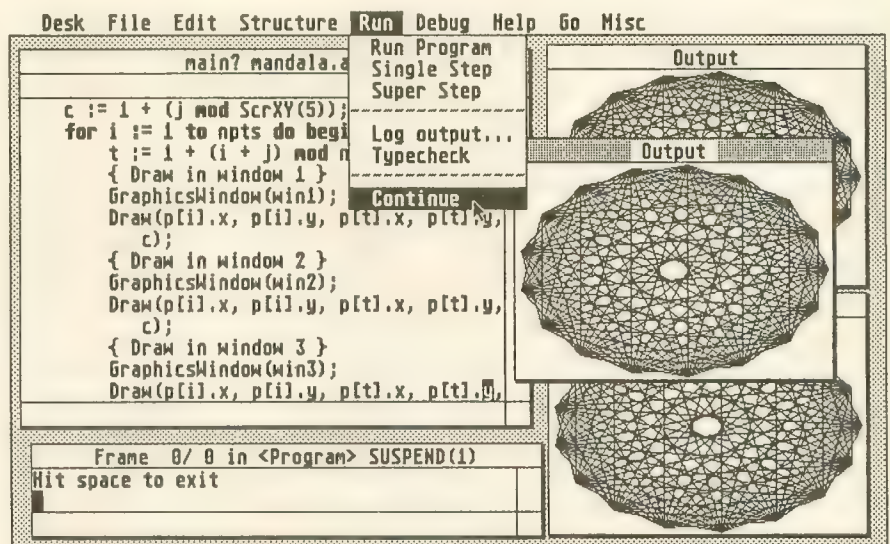 Desk File Edit Structure Run Debug Help Go Misc
main? mandala.a
c := 1 + (j mod ScrXY(5));
for i := 1 to npts do begi
t := 1 + (i + j) mod n
{ Draw in window 1 }
GraphicsWindow(win1);
Draw(p[i].x, p[i].y, p[t].x, p[t].y,
c);
{ Draw in window 2 }
GraphicsWindow(win2);
Draw(p[i].x, p[i].y, p[t].x, p[t].y,
c);
{ Draw in window 3 }
GraphicsWindow(win3);
Draw(p[i].x, p[i].y, p[t].x, p[t].y,
Run Program
Single Step
Super Step
Log output...
Typecheck
Continue
Output
Output
Frame 0/ 0 in <Program> SUSPEND(1)
Hit space to exit